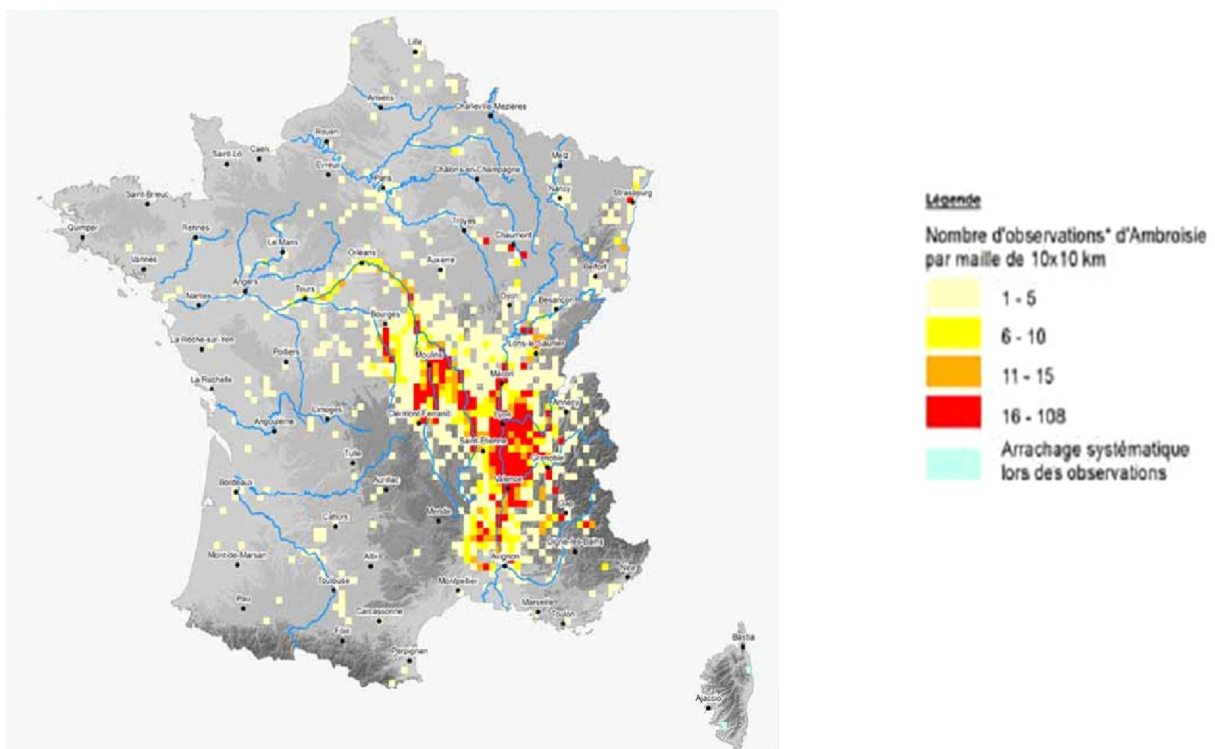 Lille
Amiens
Charleville-Mézières
Rouen
Saint-Lô
Caen
Evreux
Metz
Châlons-en-Champagne
Paris
Nancy
Strasbourg
Saint-Brieuc
Quimper
Rennes
Troyes
Chaumont
Le Mans
Orléans
Vannes
Auxerre
Belfort
Angers
Tours
Nantes
Dijon
Besançon
Bourges
La Roche-sur-Yon
Lons-le-Saunier
Poitiers
Moulins
La Rochelle
Mâcon
Annecy
Limoges
Clermont-Ferrand
Lyon
Angoulême
Saint-Etienne
Tulle
Grenoble
Aurillac
Valence
Bordeaux
Mende
Gap
Cahors
Digne-les-Bains
Mont-de-Marsan
Albi
Avignon
Nice
Toulouse
Montpellier
Pau
Marseille
Carcassonne
Toulon
Foix
Bastia
Perpignan
Ajaccio
Légende
Nombre d'observations* d'Ambroisie
par maille de 10x10 km
1 - 5
6 - 10
11 - 15
16 - 108
Arrachage systématique
lors des observations